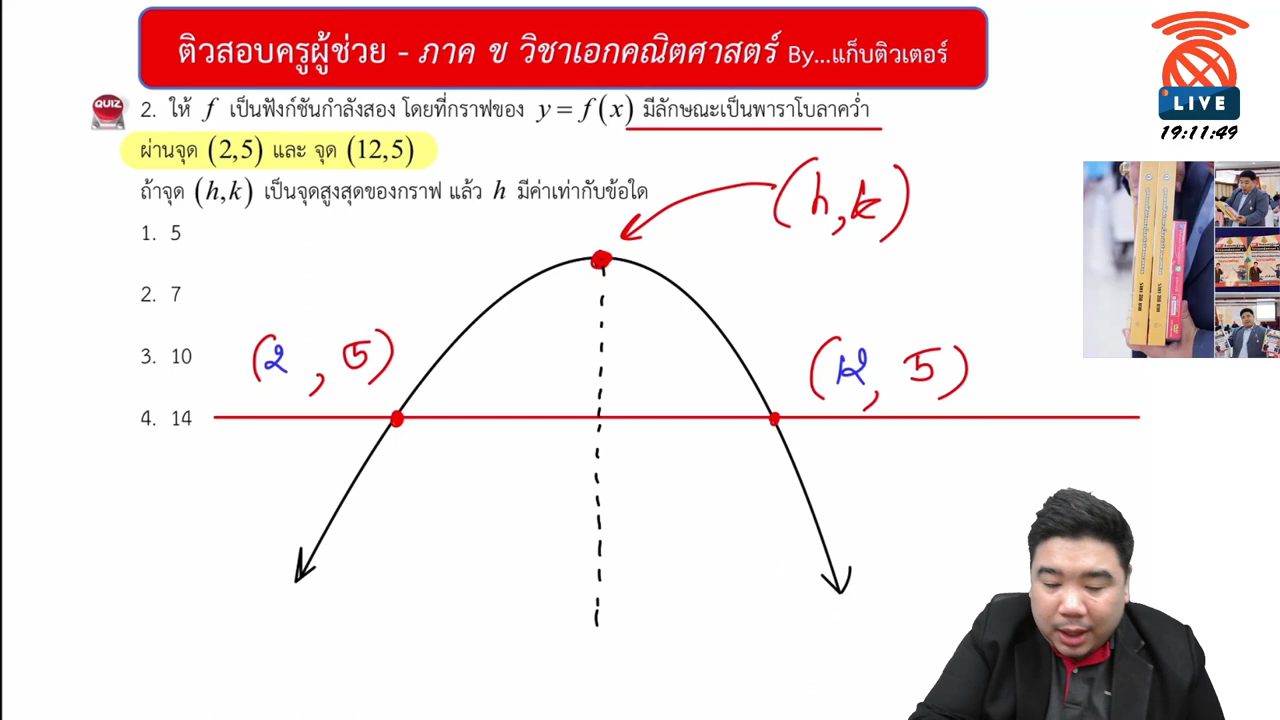 ติวสอบครูผู้ช่วย - ภาค ข วิชาเอกคณิตศาสตร์ By...แก็บติวเตอร์
LIVE
19:11:49
QUIZ
2. ให้ f เป็นฟังก์ชันกำลังสอง โดยที่กราฟของ y = f(x) มีลักษณะเป็นพาราโบลาคว่ำ
ผ่านจุด (2,5) และ จุด (12,5)
ถ้าจุด (h,k) เป็นจุดสูงสุดของกราฟ แล้ว h มีค่าเท่ากับข้อใด
(h,k)
1. 5
2. 7
3. 10
(2, 5)
(12, 5)
4. 14